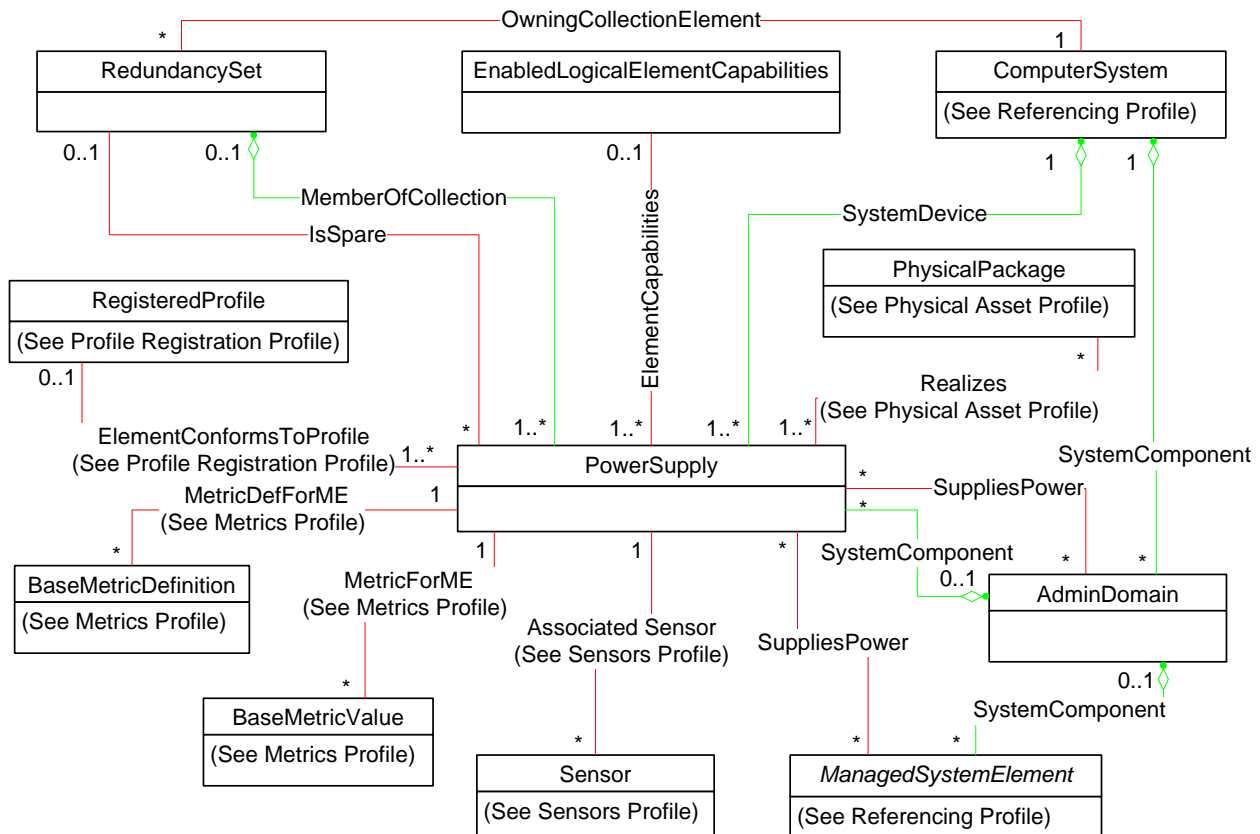 OwningCollectionElement
*
1
RedundancySet
EnabledLogicalElementCapabilities
ComputerSystem
(See Referencing Profile)
0..1
0..1
0..1
1
1
MemberOfCollection
SystemDevice
IsSpare
ElementCapabilities
PhysicalPackage
(See Physical Asset Profile)
RegisteredProfile
(See Profile Registration Profile)
0..1
*
Realizes
(See Physical Asset Profile)
ElementConformsToProfile
(See Profile Registration Profile)
1..*
*
1..*
1..*
1..*
1..*
SystemComponent
PowerSupply
*
SuppliesPower
MetricDefForME
(See Metrics Profile)
1
*
*
1
1
*
SystemComponent
0..1
*
*
BaseMetricDefinition
(See Metrics Profile)
MetricForME
(See Metrics Profile)
AdminDomain
Associated Sensor
(See Sensors Profile)
SuppliesPower
0..1
SystemComponent
*
BaseMetricValue
(See Metrics Profile)
*
*
*
Sensor
(See Sensors Profile)
ManagedSystemElement
(See Referencing Profile)